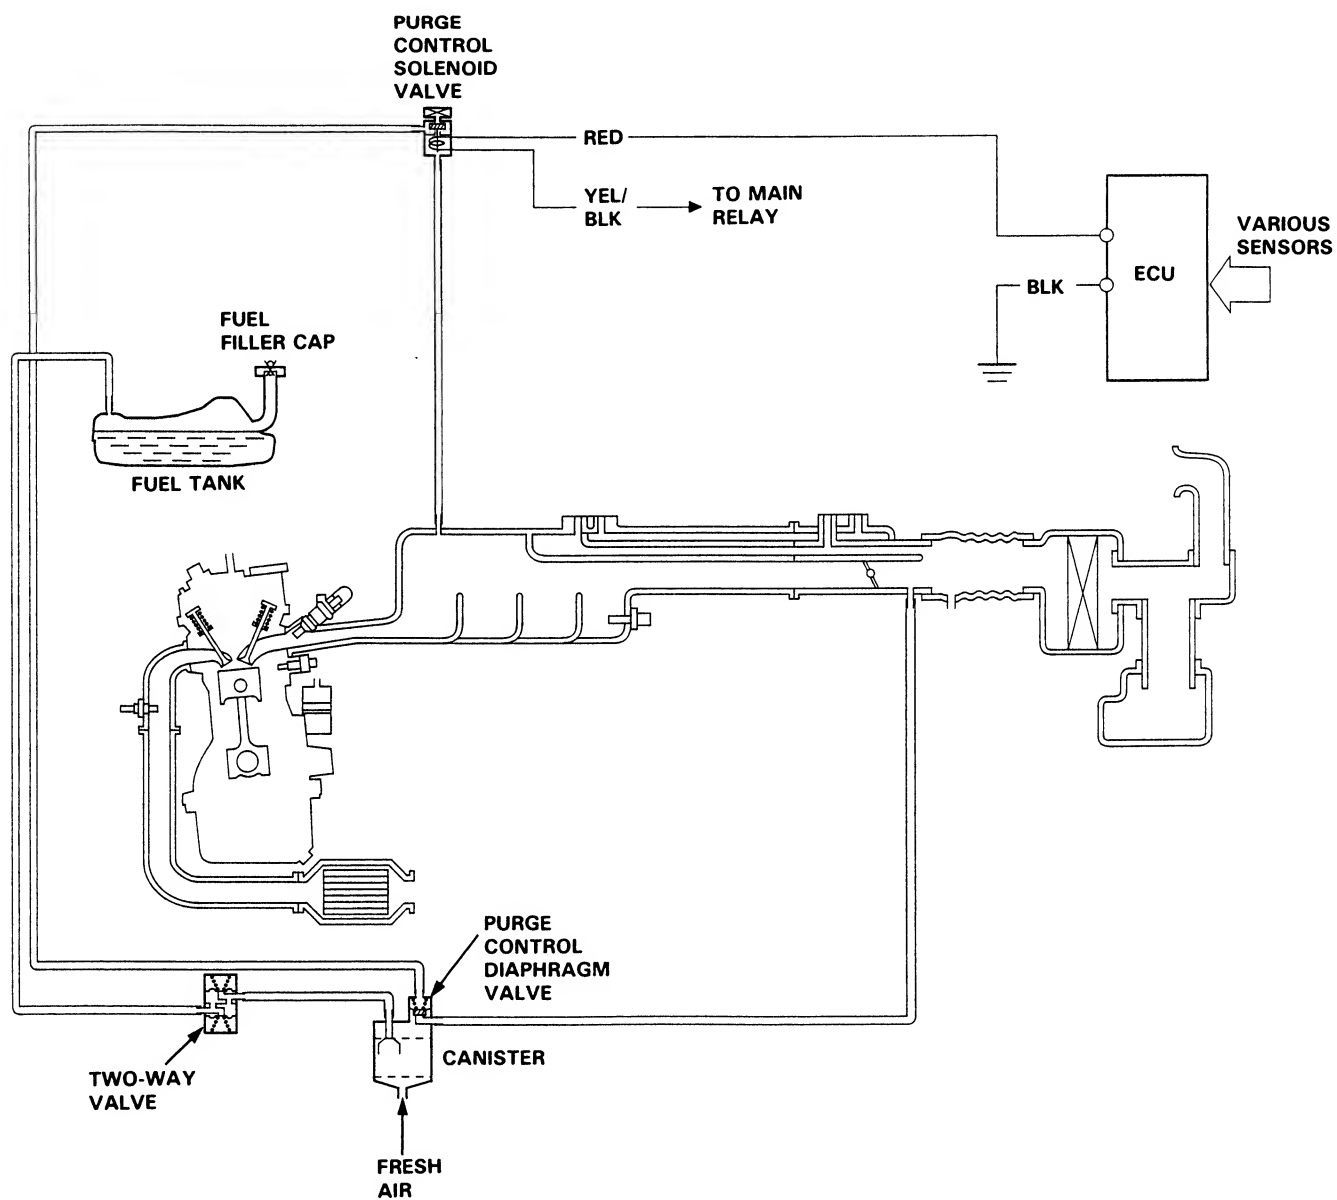 PURGE
CONTROL
SOLENOID
VALVE
RED
YEL/
BLK
TO MAIN
RELAY
VARIOUS
SENSORS
ECU
BLK
FUEL
FILLER CAP
FUEL TANK
PURGE
CONTROL
DIAPHRAGM
VALVE
CANISTER
TWO-WAY
VALVE
FRESH
AIR